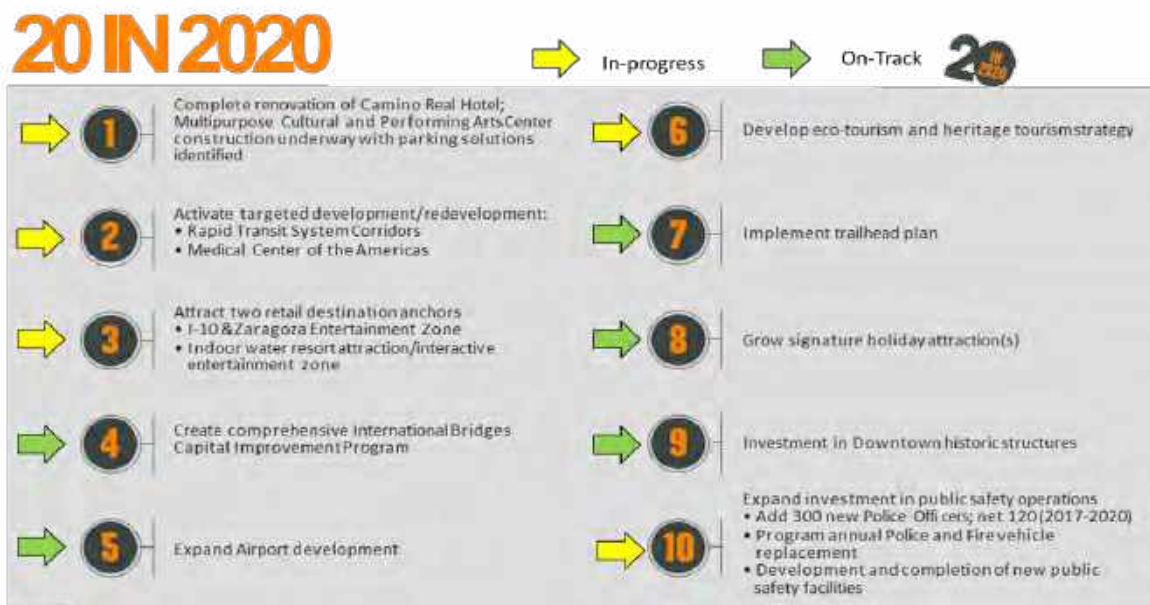 20 IN 2020
In-progress
On-Track
20 IN 2020
1
Complete renovation of Camino Real Hotel;
Multipurpose Cultural and Performing Arts Center
construction underway with parking solutions
identified
2
Activate targeted development/redevelopment:
• Rapid Transit System Corridors
• Medical Center of the Americas
3
Attract two retail destination anchors
• I-10 & Zaragoza Entertainment Zone
• Indoor water resort attraction/interactive
entertainment zone
4
Create comprehensive International Bridges
Capital Improvement Program
5
Expand Airport development
6
Develop eco-tourism and heritage tourism strategy
7
Implement trailhead plan
8
Grow signature holiday attraction(s)
9
Investment in Downtown historic structures
10
Expand investment in public safety operations
• Add 300 new Police Officers; net 120 (2017-2020)
• Program annual Police and Fire vehicle
replacement
• Development and completion of new public
safety facilities